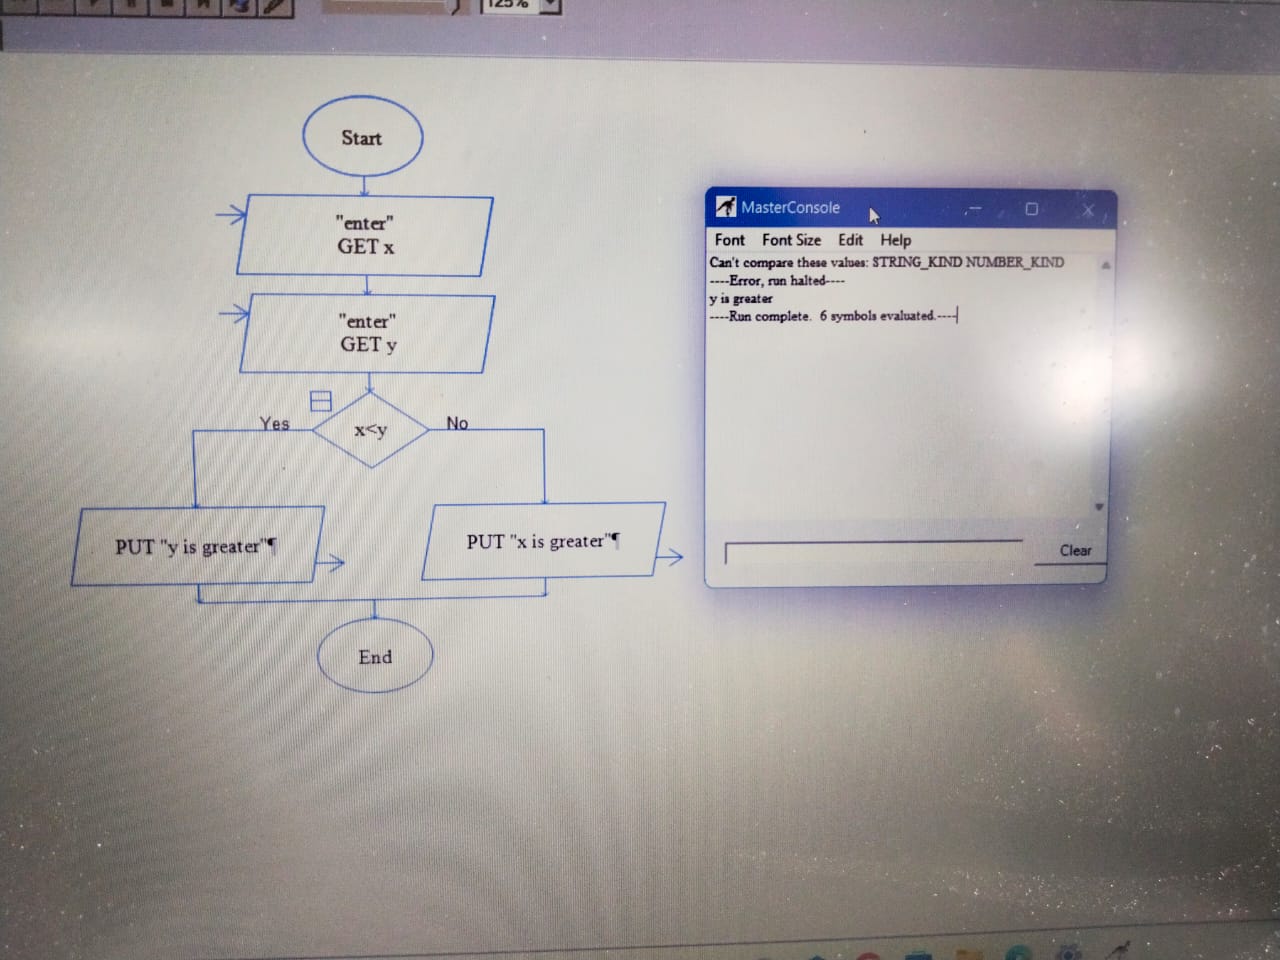 125%
Start
"enter"
GET x
"enter"
GET y
Yes
x<y
No
PUT "y is greater"¶
PUT "x is greater"¶
End
MasterConsole
Font Font Size Edit Help
Can't compare these values: STRING_KIND NUMBER_KIND
----Error, run halted----
y is greater
----Run complete. 6 symbols evaluated.----
Clear